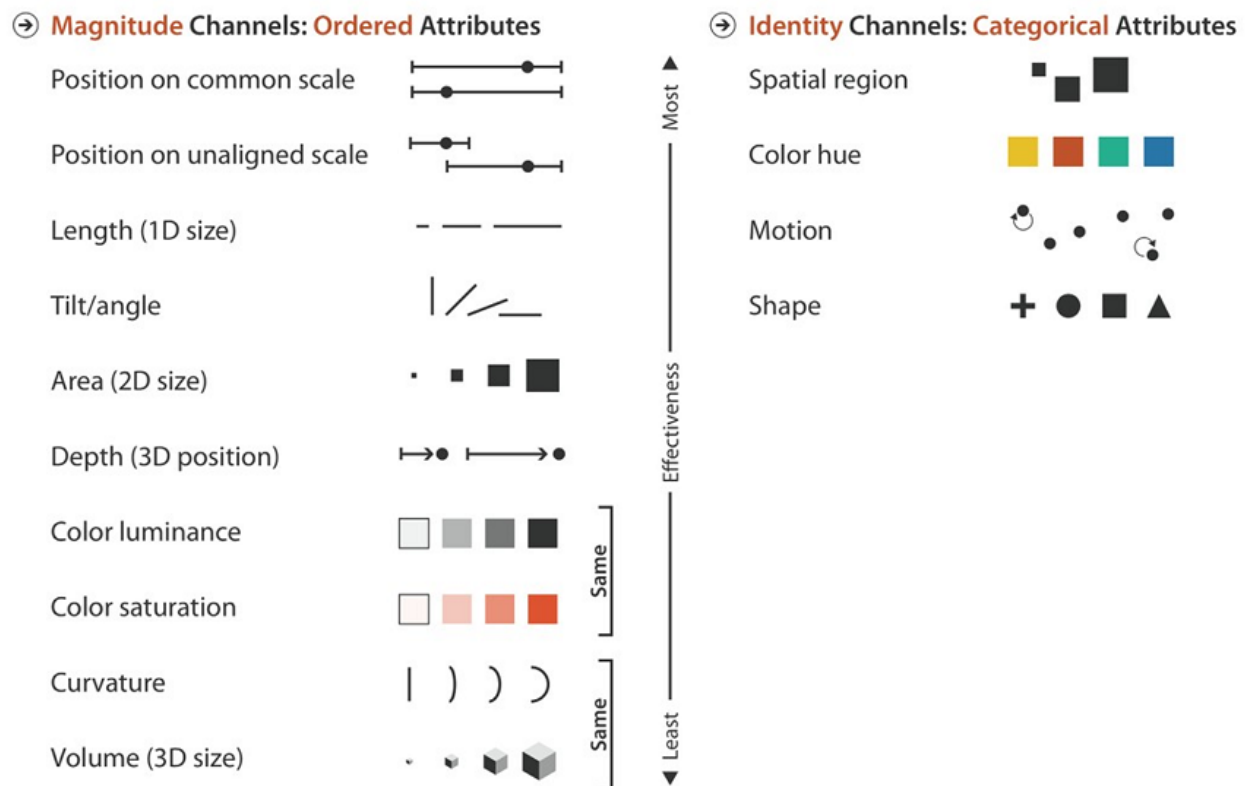 Magnitude Channels: Ordered Attributes
Position on common scale
Position on unaligned scale
Length (1D size)
Tilt/angle
Area (2D size)
Depth (3D position)
Color luminance
Color saturation
Same
Curvature
Volume (3D size)
Same
Most
Effectiveness
Least
Identity Channels: Categorical Attributes
Spatial region
Color hue
Motion
Shape